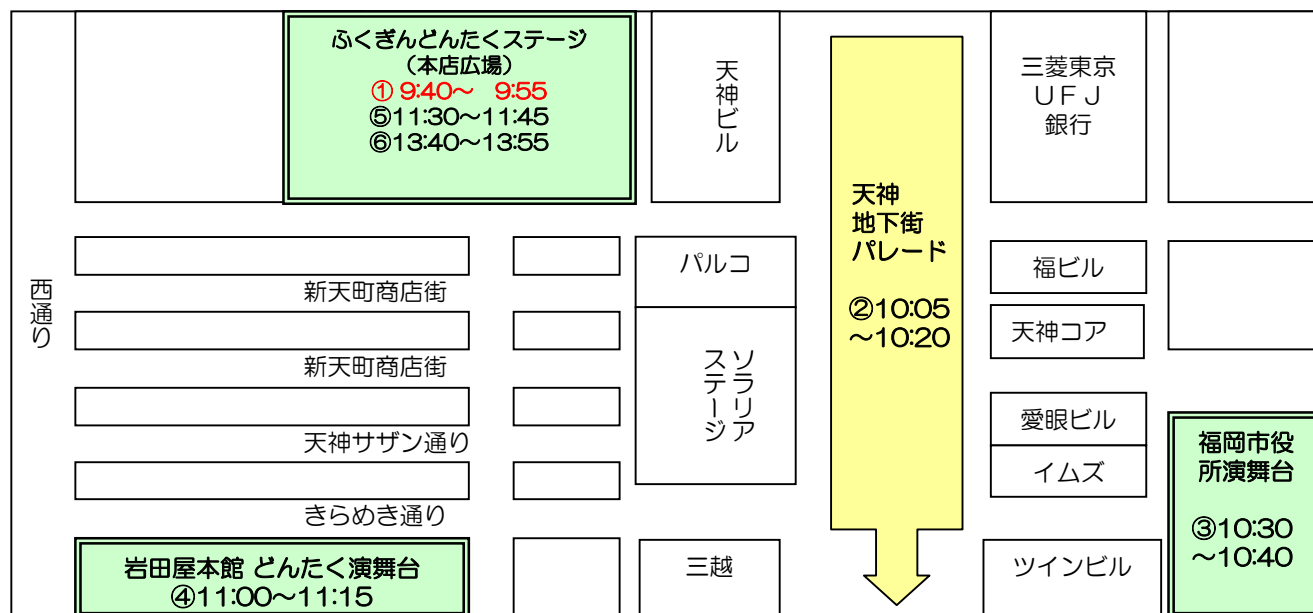 ふくぎんどんたくステージ
（本店広場）
① 9:40～　9:55
⑤11:30～11:45
⑥13:40～13:55
天神ビル
三菱東京
ＵＦＪ
銀行
天神
地下街
パレード
②10:05
～10:20
西通り
新天町商店街
新天町商店街
天神サザン通り
きらめき通り
パルコ
ソラリア
ステージ
福ビル
天神コア
愛眼ビル
イムズ
福岡市役
所演舞台
③10:30
～10:40
岩田屋本館 どんたく演舞台
④11:00～11:15
三越
ツインビル